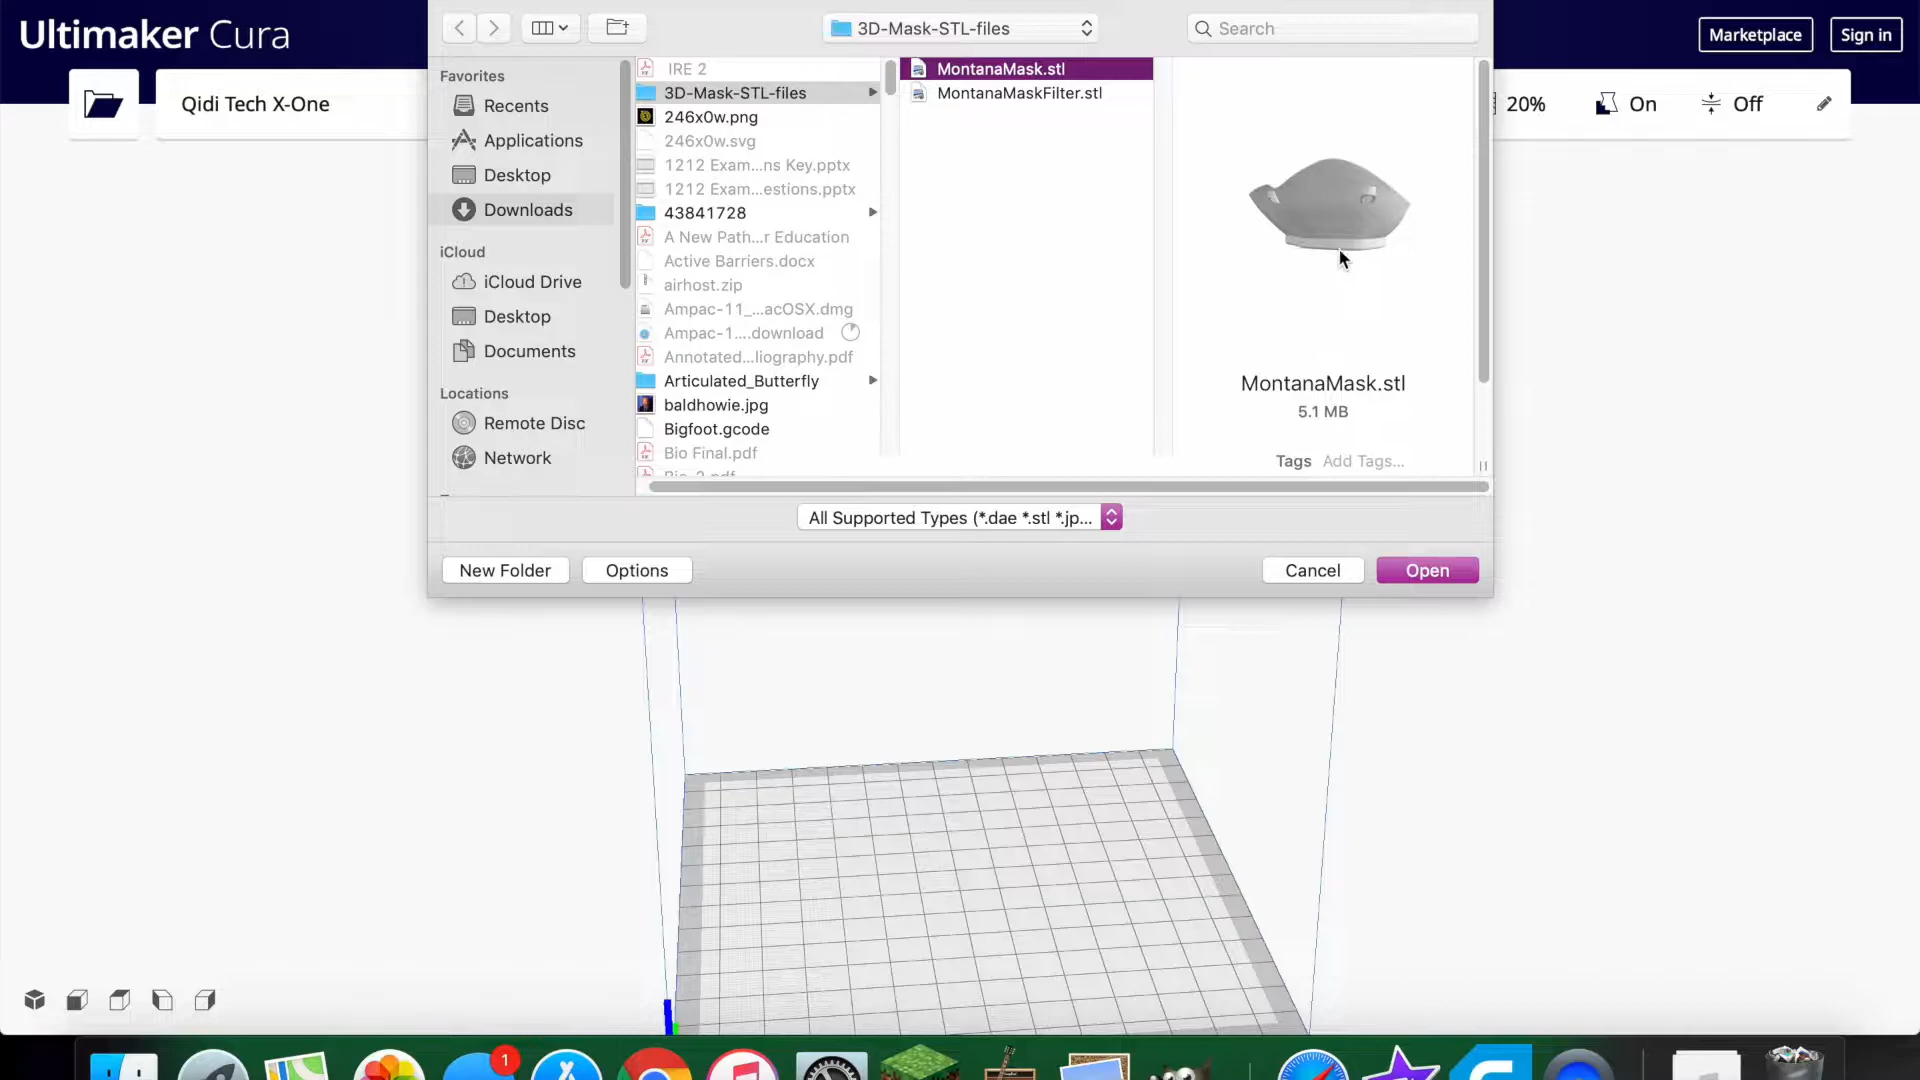 Ultimaker Cura
3D-Mask-STL-files
Search
Marketplace
Sign in
Qidi Tech X-One
20%
On
Off
Favorites
Recents
Applications
Desktop
Downloads
iCloud
iCloud Drive
Desktop
Documents
Locations
Remote Disc
Network
IRE 2
3D-Mask-STL-files
246x0w.png
246x0w.svg
1212 Exam...ns Key.pptx
1212 Exam...estions.pptx
43841728
A New Path...r Education
Active Barriers.docx
airhost.zip
Ampac-11_...acOSX.dmg
Ampac-1....download
Annotated...liography.pdf
Articulated_Butterfly
baldhowie.jpg
Bigfoot.gcode
Bio Final.pdf
MontanaMask.stl
MontanaMaskFilter.stl
MontanaMask.stl
5.1 MB
Tags Add Tags...
All Supported Types (*.dae *.stl *.jp...
New Folder
Options
Cancel
Open
1